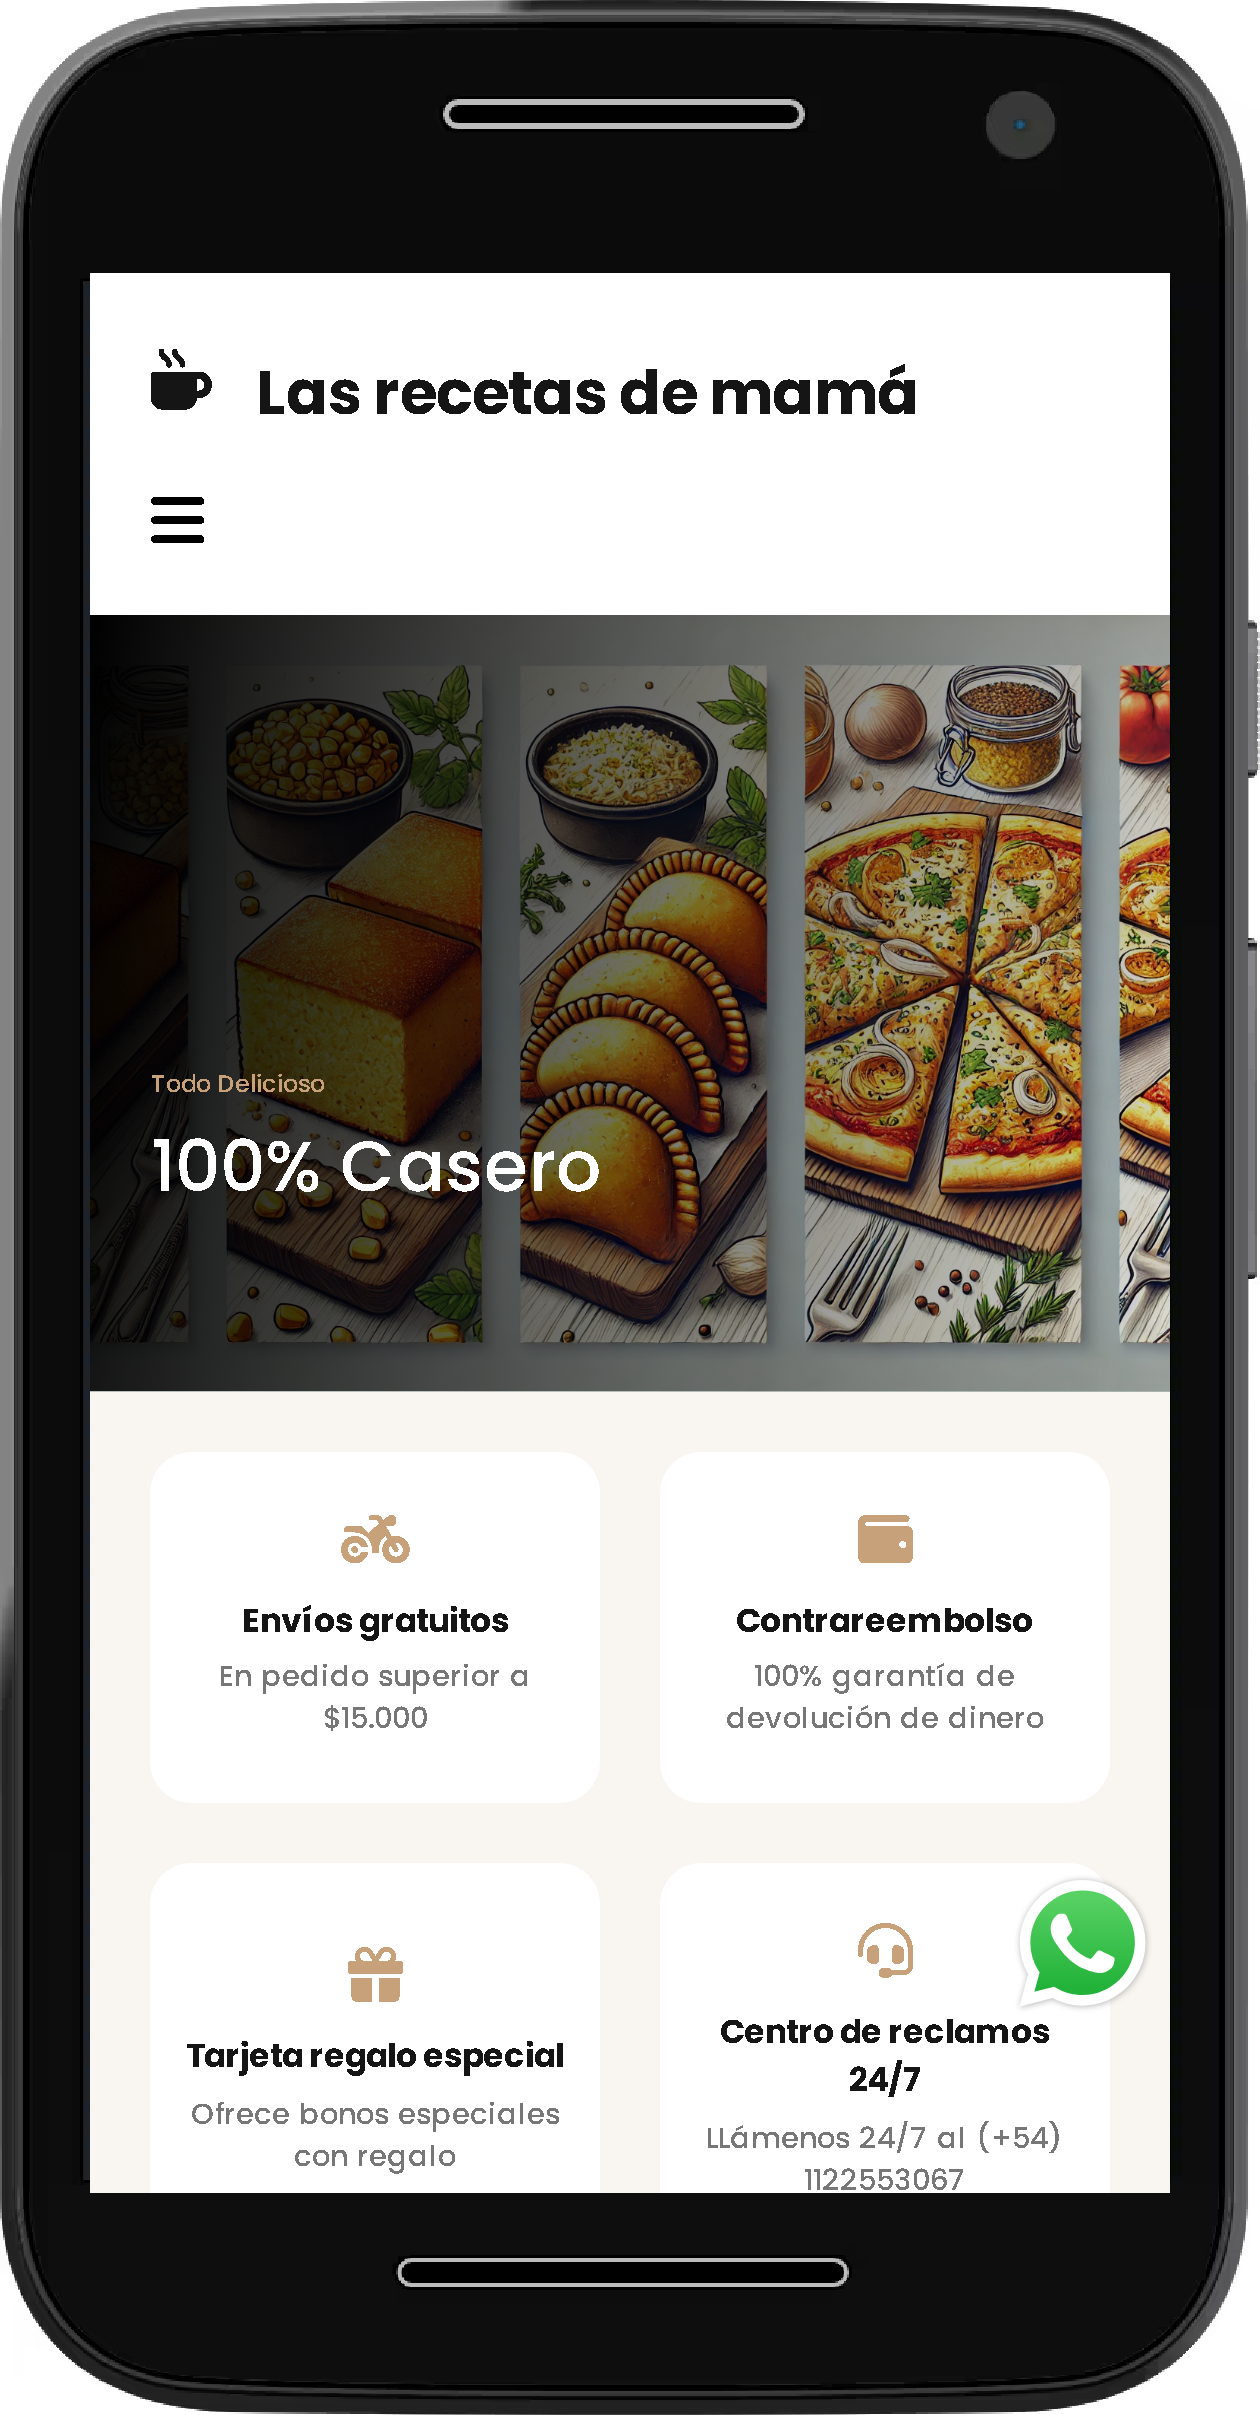 Las recetas de mamá
Todo Delicioso
100% Casero
Envíos gratuitos
En pedido superior a
$15.000
Contrareembolso
100% garantía de
devolución de dinero
Tarjeta regalo especial
Ofrece bonos especiales
con regalo
Centro de reclamos
24/7
LLámenos 24/7 al (+54)
1122553067